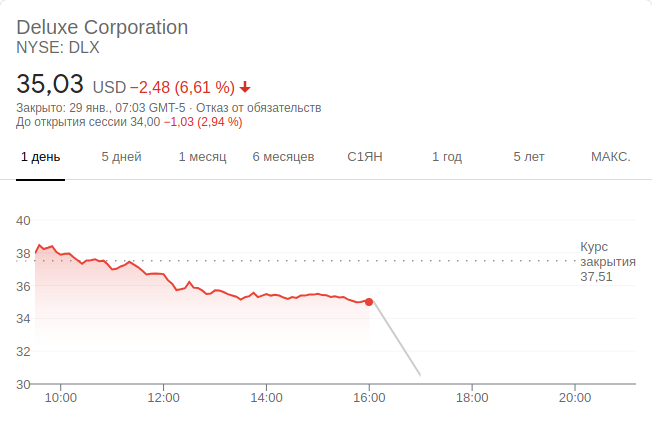 Deluxe Corporation
NYSE: DLX
35,03 USD −2,48 (6,61 %)
Закрыто: 29 янв., 07:03 GMT-5 · Отказ от обязательств
До открытия сессии 34,00 −1,03 (2,94 %)
1 день 5 дней 1 месяц 6 месяцев С1ЯН 1 год 5 лет МАКС.
40
38
36
34
32
30
Курс
закрытия
37,51
10:00 12:00 14:00 16:00 18:00 20:00